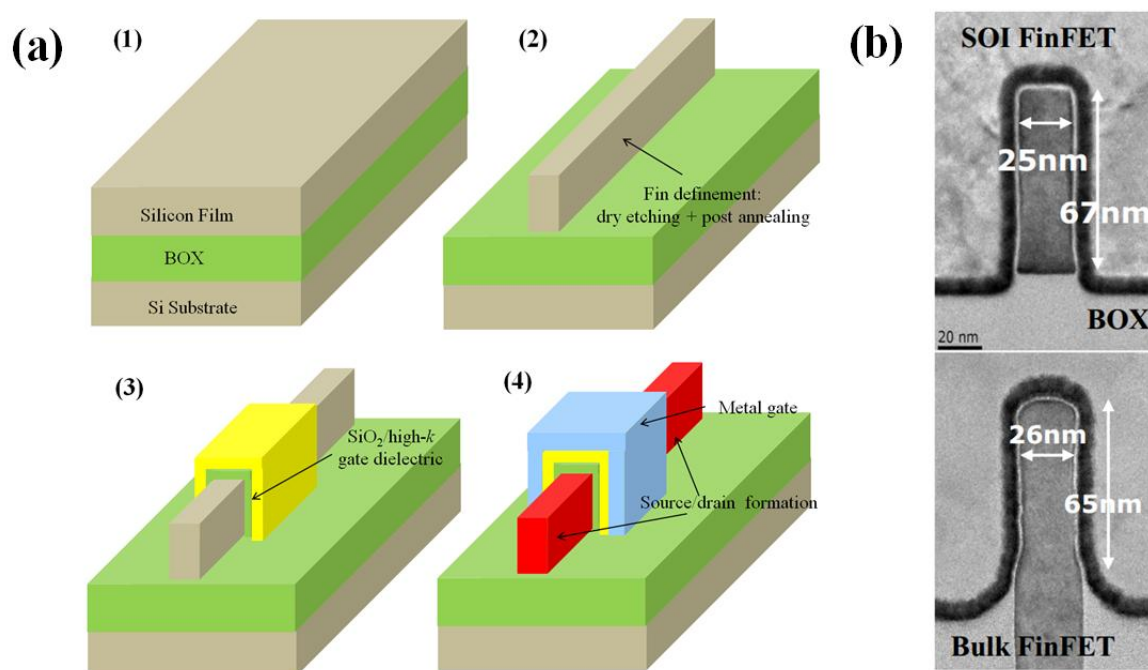 (a)
(1)
Silicon Film
BOX
Si Substrate
(2)
Fin definement:
dry etching + post annealing
(3)
SiO₂/high-k
gate dielectric
(4)
Metal gate
Source/drain formation
(b)
SOI FinFET
25nm
67nm
BOX
20 nm
26nm
65nm
Bulk FinFET